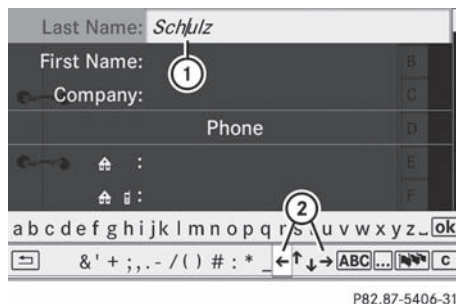 Last Name: Schulz
1
First Name:
B
Company:
C
Phone
D
:
E
:
F
2
a b c d e f g h i j k l m n o p q r s t u v w x y z ok
& ' + ; , . - / ( ) # : * _ ← ↑ ↓ → ABC ... C
P82.87-5406-31